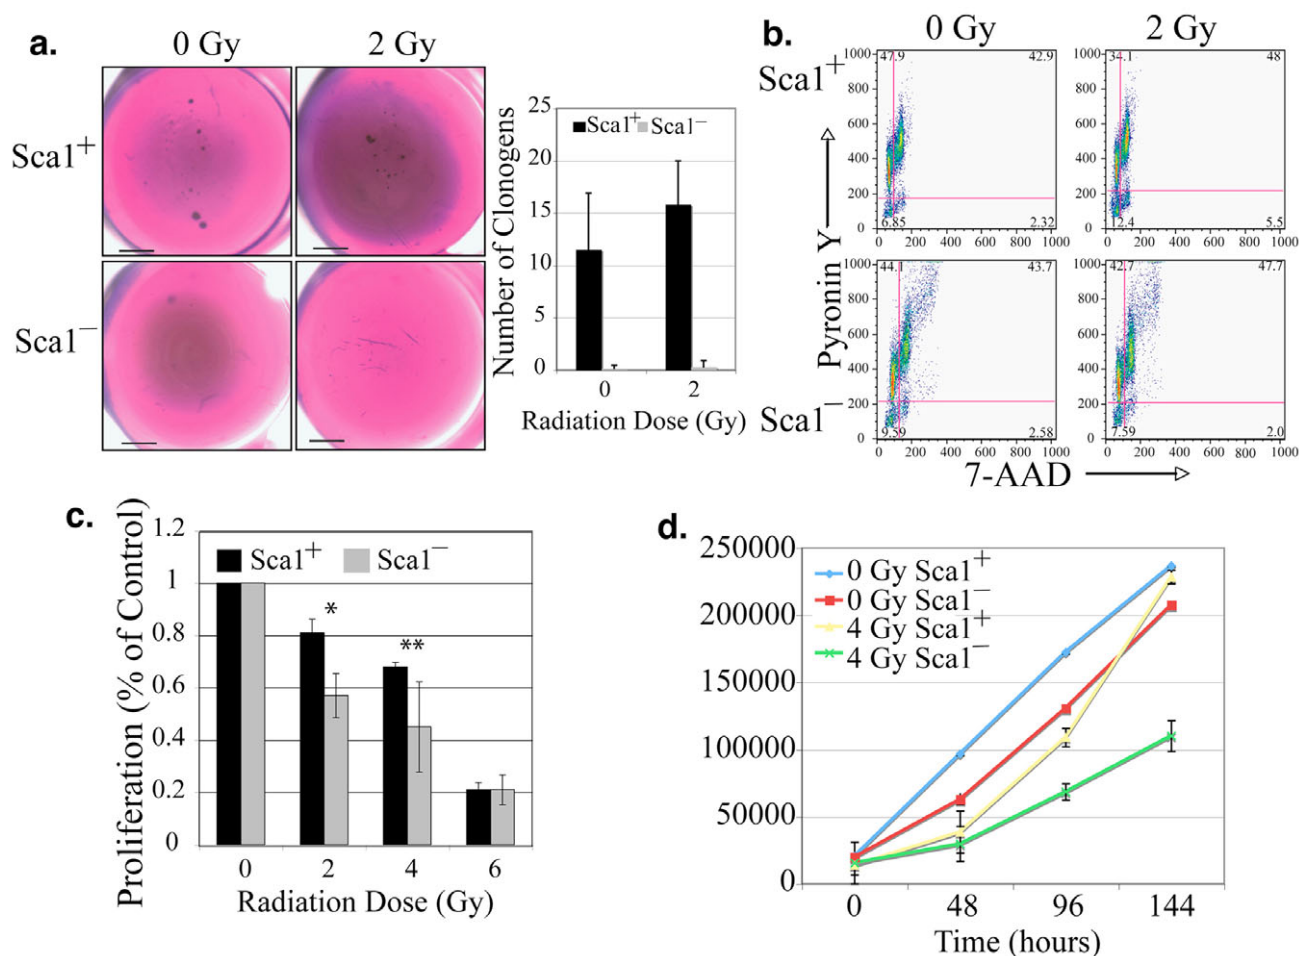 a.
0 Gy
2 Gy
Sca1+
Sca1−
25
20
15
10
5
0
Sca1+
Sca1−
Number of Clonogens
0
2
Radiation Dose (Gy)
b.
0 Gy
2 Gy
Sca1+
Sca1−
Pyronin Y
7-AAD
1000
800
600
400
200
0
47.9
42.9
6.85
2.32
0 200 400 600 800 1000
1000
800
600
400
200
0
34.1
48
12.4
5.5
0 200 400 600 800 1000
1000
800
600
400
200
0
44.1
43.7
9.59
2.58
0 200 400 600 800 1000
1000
800
600
400
200
0
42.7
47.7
7.59
2.0
0 200 400 600 800 1000
c.
Proliferation (% of Control)
1.2
1
0.8
0.6
0.4
0.2
0
Sca1+
Sca1−
*
**
0
2
4
6
Radiation Dose (Gy)
d.
250000
200000
150000
100000
50000
0
0 Gy Sca1+
0 Gy Sca1−
4 Gy Sca1+
4 Gy Sca1−
0
48
96
144
Time (hours)